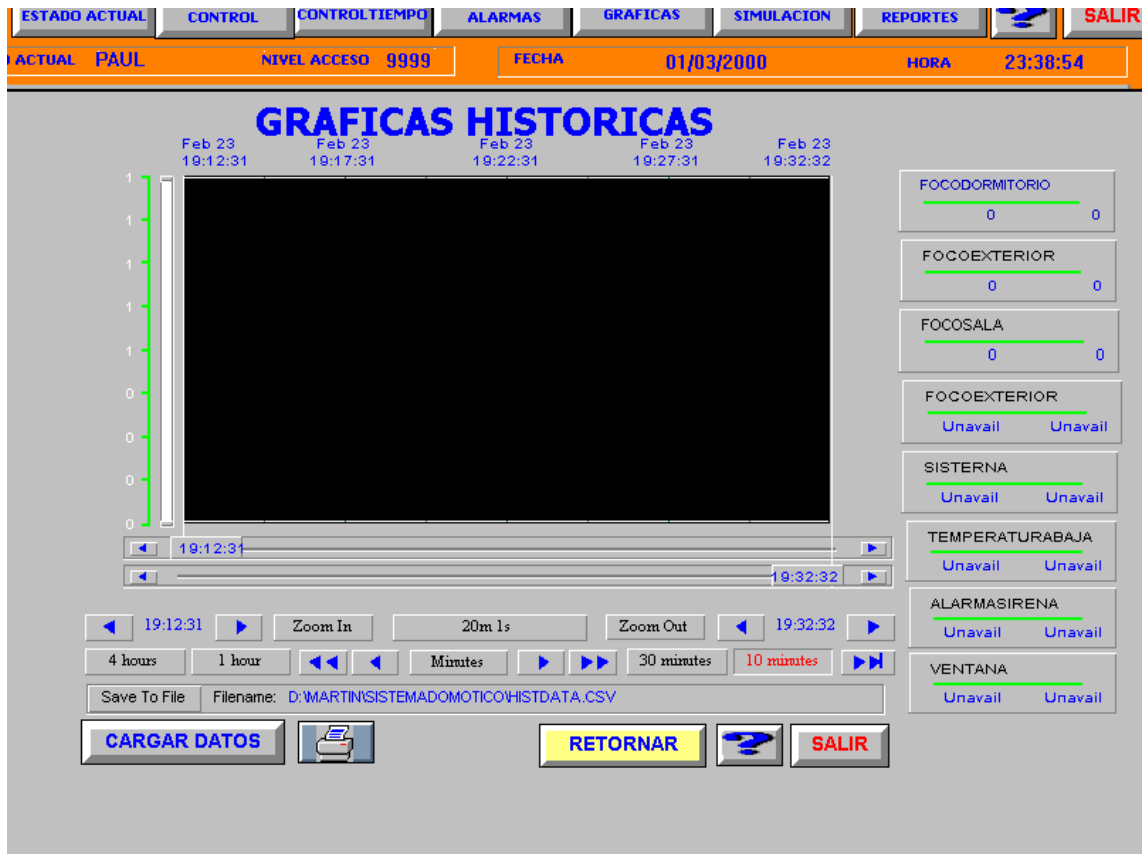 ESTADO ACTUAL CONTROL CONTROLTIEMPO ALARMAS GRAFICAS SIMULACION REPORTES ? SALIR
ACTUAL PAUL NIVEL ACCESO 9999 FECHA 01/03/2000 HORA 23:38:54
GRAFICAS HISTORICAS
Feb 23 Feb 23 Feb 23 Feb 23 Feb 23
19:12:31 19:17:31 19:22:31 19:27:31 19:32:32
1
1
1
1
1
0
0
0
0
FOCODORMITORIO
0 0
FOCOEXTERIOR
0 0
FOCOSALA
0 0
FOCOEXTERIOR
Unavail Unavail
SISTERNA
Unavail Unavail
TEMPERATURABAJA
Unavail Unavail
ALARMASIRENA
Unavail Unavail
VENTANA
Unavail Unavail
19:12:31
19:32:32
19:12:31 Zoom In 20m 1s Zoom Out 19:32:32
4 hours 1 hour Minutes 30 minutes 10 minutes
Save To File Filename: D:\MARTIN\SISTEMADOMOTICO\HISTDATA.CSV
CARGAR DATOS RETORNAR ? SALIR